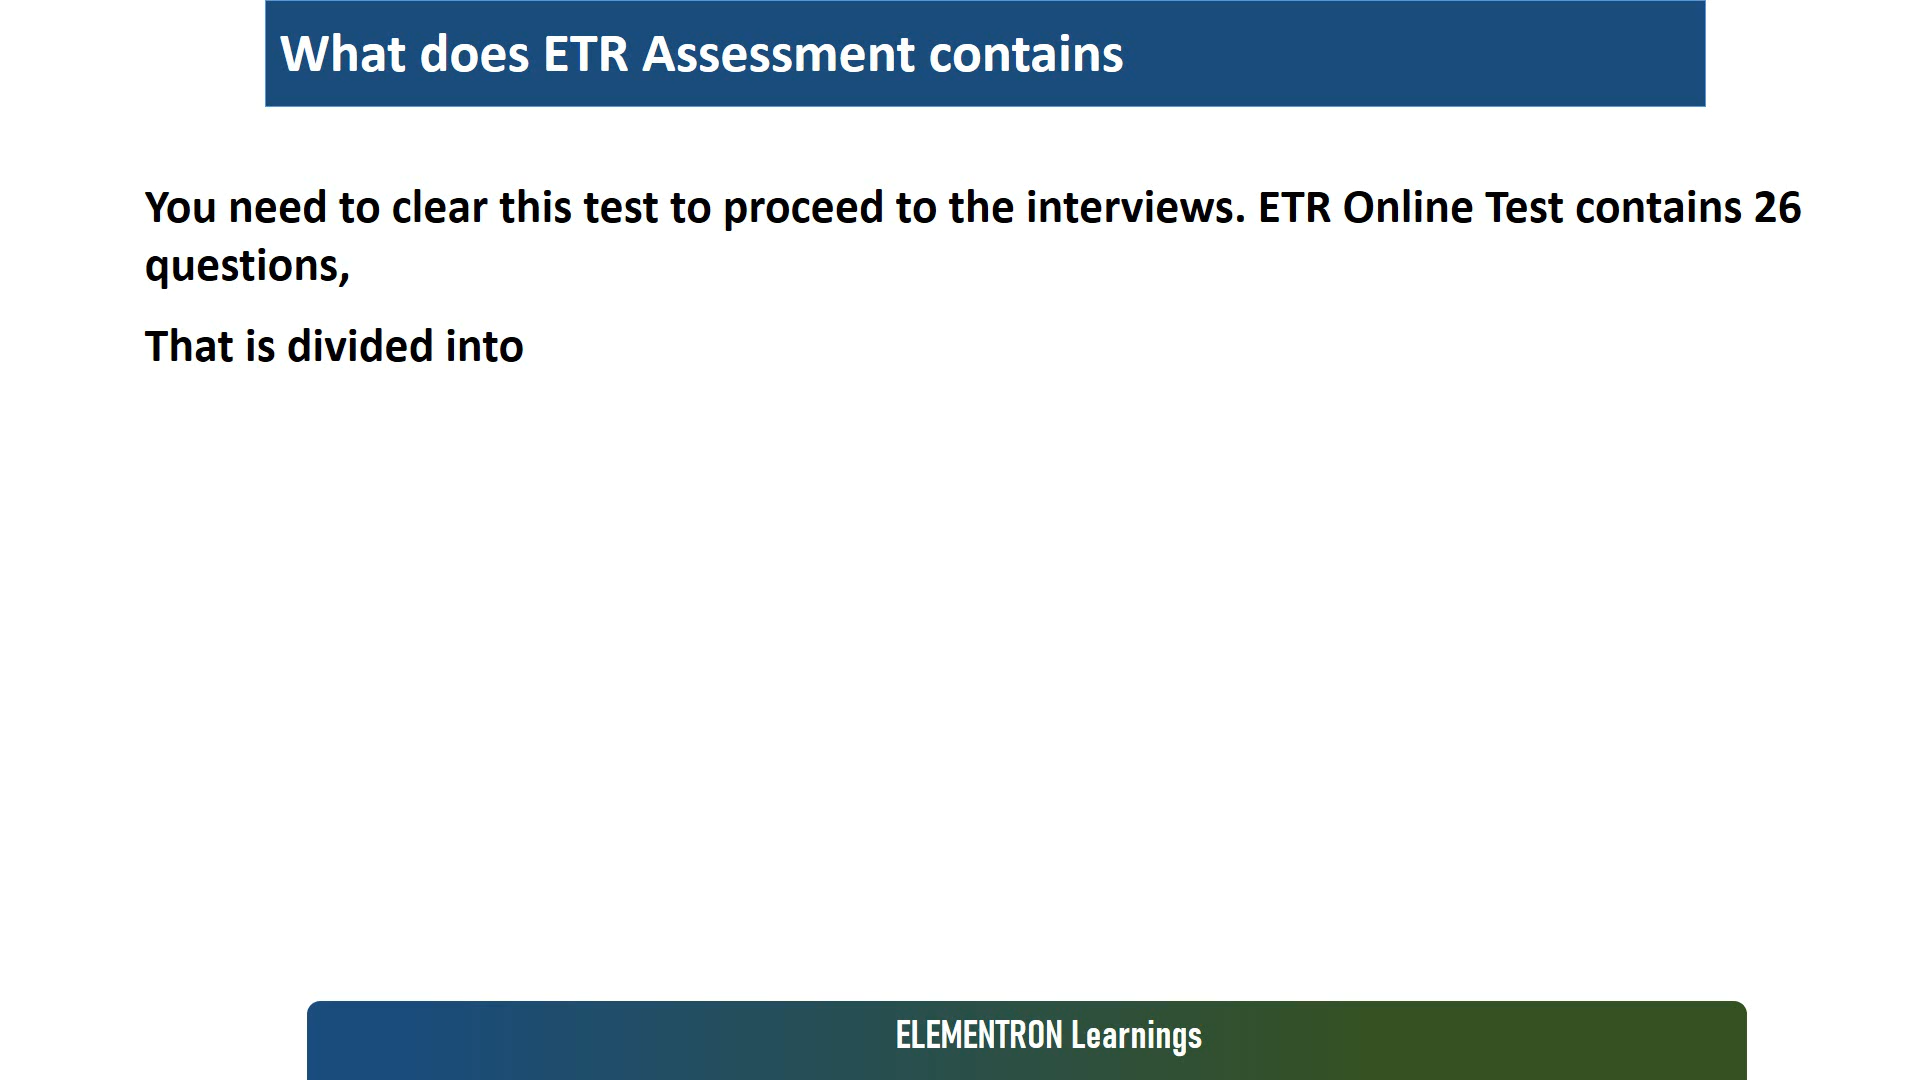 What does ETR Assessment contains
You need to clear this test to proceed to the interviews. ETR Online Test contains 26
questions,
That is divided into
ELEMENTRON Learnings